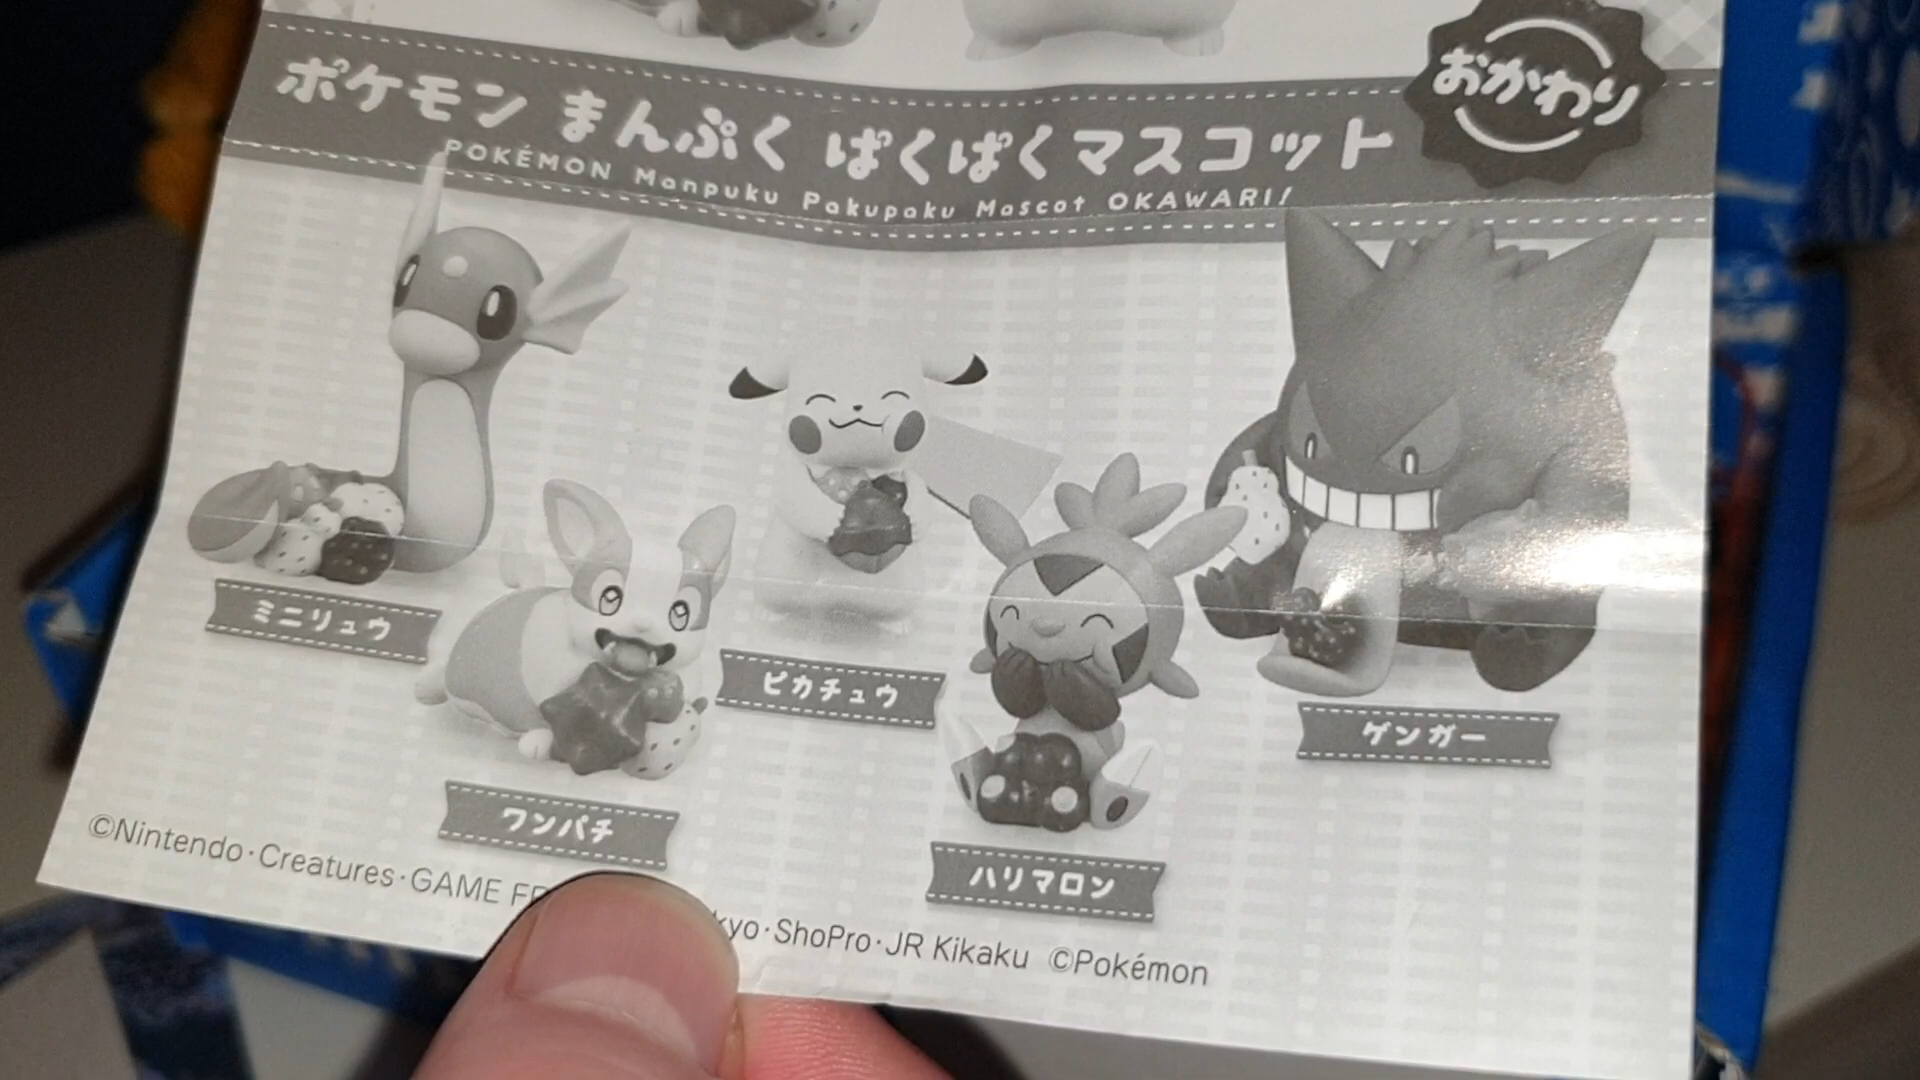 おかわり
ポケモン まんぷく ぱくぱくマスコット
POKÉMON Manpuku Pakupaku Mascot OKAWARI!
ミニリュウ
ピカチュウ
ゲンガー
ワンパチ
ハリマロン
©Nintendo・Creatures・GAME
・ShoPro・JR Kikaku ©Pokémon